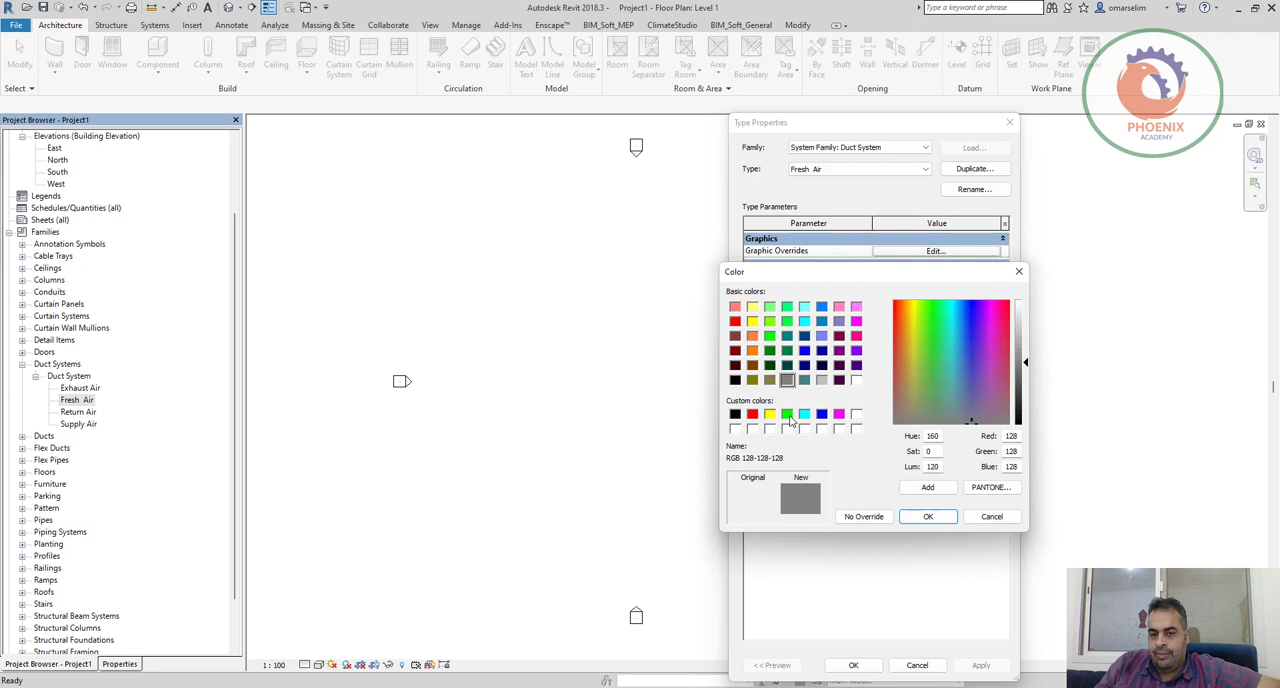 Autodesk Revit 2018.3 - Project1 - Floor Plan: Level 1
Type a keyword or phrase
omarselim
File Architecture Structure Systems Insert Annotate Analyze Massing & Site Collaborate View Manage Add-Ins Enscape™ BIM_Soft_MEP ClimateStudio BIM_Soft_General Modify
Modify Wall Door Window Component Column Roof Ceiling Floor Curtain System Curtain Grid Mullion Railing Ramp Stair Model Text Model Line Model Group Room Room Separator Tag Room Area Area Boundary Tag Area By Face Shaft Wall Vertical Dormer Level Grid Set Show Ref Plane
Select Build Circulation Model Room & Area Opening Datum Work Plane
PHOENIX
ACADEMY
Project Browser - Project1
Elevations (Building Elevation)
East
North
South
West
Legends
Schedules/Quantities (all)
Sheets (all)
Families
Annotation Symbols
Cable Trays
Ceilings
Columns
Conduits
Curtain Panels
Curtain Systems
Curtain Wall Mullions
Detail Items
Doors
Duct Systems
Duct System
Exhaust Air
Fresh Air
Return Air
Supply Air
Ducts
Flex Ducts
Flex Pipes
Floors
Furniture
Parking
Pattern
Pipes
Piping Systems
Planting
Profiles
Railings
Ramps
Roofs
Stairs
Structural Beam Systems
Structural Columns
Structural Foundations
Structural Framing
Project Browser - Project1 Properties
Ready
1 : 100
Type Properties
Family: System Family: Duct System Load...
Type: Fresh Air Duplicate...
Rename...
Type Parameters
Parameter Value
Graphics
Graphic Overrides Edit...
Color
Basic colors:
Custom colors:
Name:
RGB 128-128-128
Original New
Hue: 160 Red: 128
Sat: 0 Green: 128
Lum: 120 Blue: 128
Add PANTONE...
No Override OK Cancel
<< Preview OK Cancel Apply